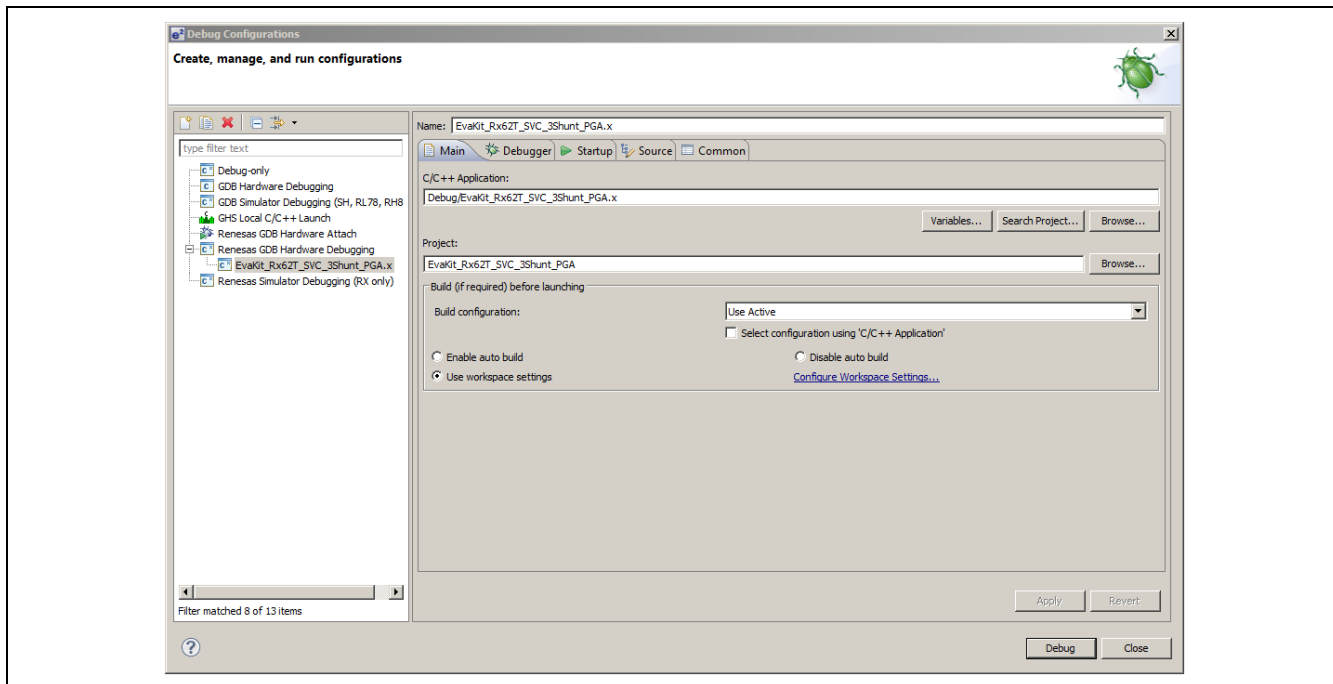 e² Debug Configurations
Create, manage, and run configurations
type filter text
Debug-only
GDB Hardware Debugging
GDB Simulator Debugging (SH, RL78, RH8
GHS Local C/C++ Launch
Renesas GDB Hardware Attach
Renesas GDB Hardware Debugging
EvaKit_Rx62T_SVC_3Shunt_PGA.x
Renesas Simulator Debugging (RX only)
Filter matched 8 of 13 items
Name: EvaKit_Rx62T_SVC_3Shunt_PGA.x
Main Debugger Startup Source Common
C/C++ Application:
Debug/EvaKit_Rx62T_SVC_3Shunt_PGA.x
Variables... Search Project... Browse...
Project:
EvaKit_Rx62T_SVC_3Shunt_PGA Browse...
Build (if required) before launching
Build configuration: Use Active
Select configuration using 'C/C++ Application'
Enable auto build Disable auto build
Use workspace settings Configure Workspace Settings...
Apply Revert
? Debug Close